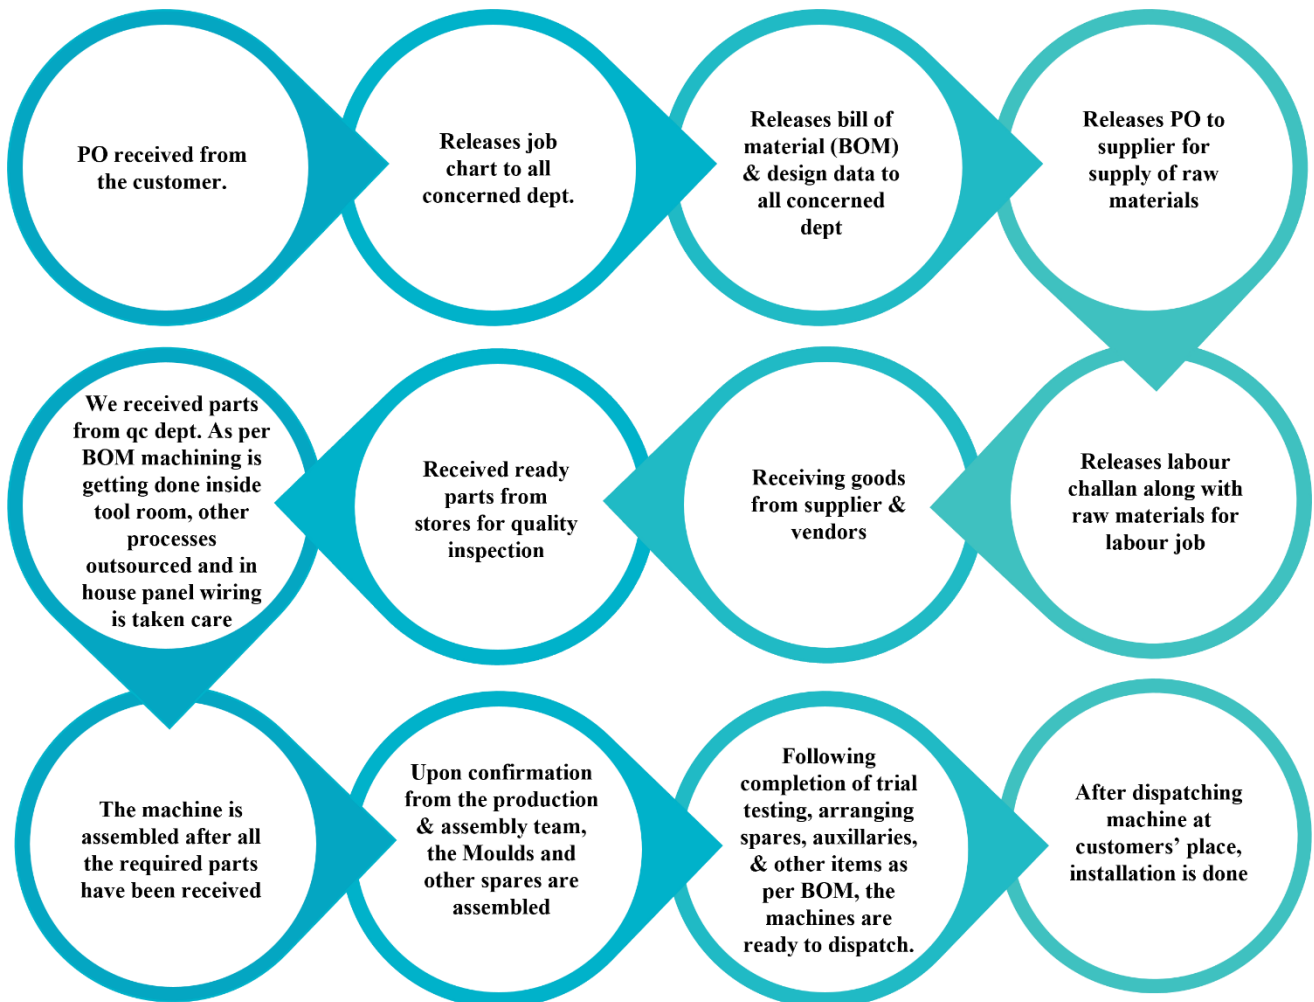 PO received from
the customer.
Releases job
chart to all
concerned dept.
Releases bill of
material (BOM)
& design data to
all concerned
dept
Releases PO to
supplier for
supply of raw
materials
Releases labour
challan along with
raw materials for
labour job
Receiving goods
from supplier &
vendors
Received ready
parts from
stores for quality
inspection
We received parts
from qc dept. As per
BOM machining is
getting done inside
tool room, other
processes
outsourced and in
house panel wiring
is taken care
The machine is
assembled after all
the required parts
have been received
Upon confirmation
from the production
& assembly team,
the Moulds and
other spares are
assembled
Following
completion of trial
testing, arranging
spares, auxillaries,
& other items as
per BOM, the
machines are
ready to dispatch.
After dispatching
machine at
customers’ place,
installation is done